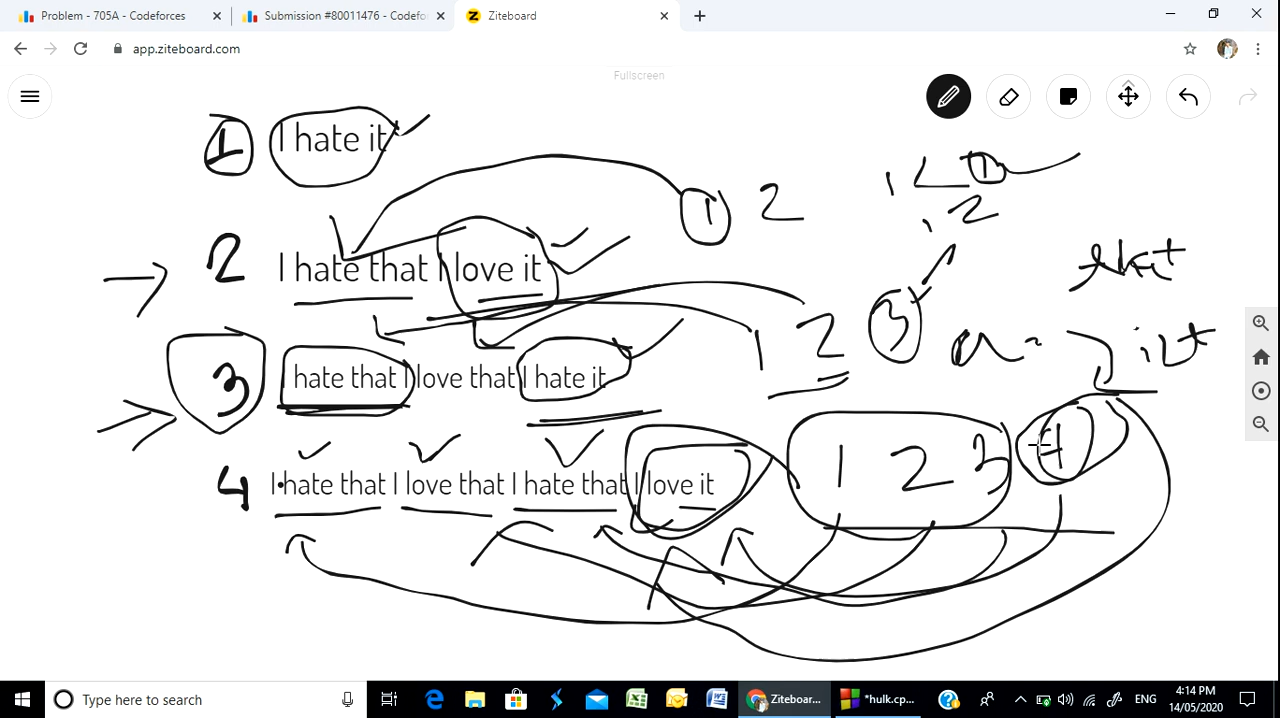 Problem - 705A - Codeforces
Submission #80011476 - Codefo
Ziteboard
app.ziteboard.com
Fullscreen
1 I hate it
1 2
2 I hate that I love it
3 I hate that I love that I hate it
1 2 3
4 I hate that I love that I hate that I love it
1 2 3 4
Type here to search
Ziteboar...
*hulk.cp...
ENG
4:14 PM
14/05/2020